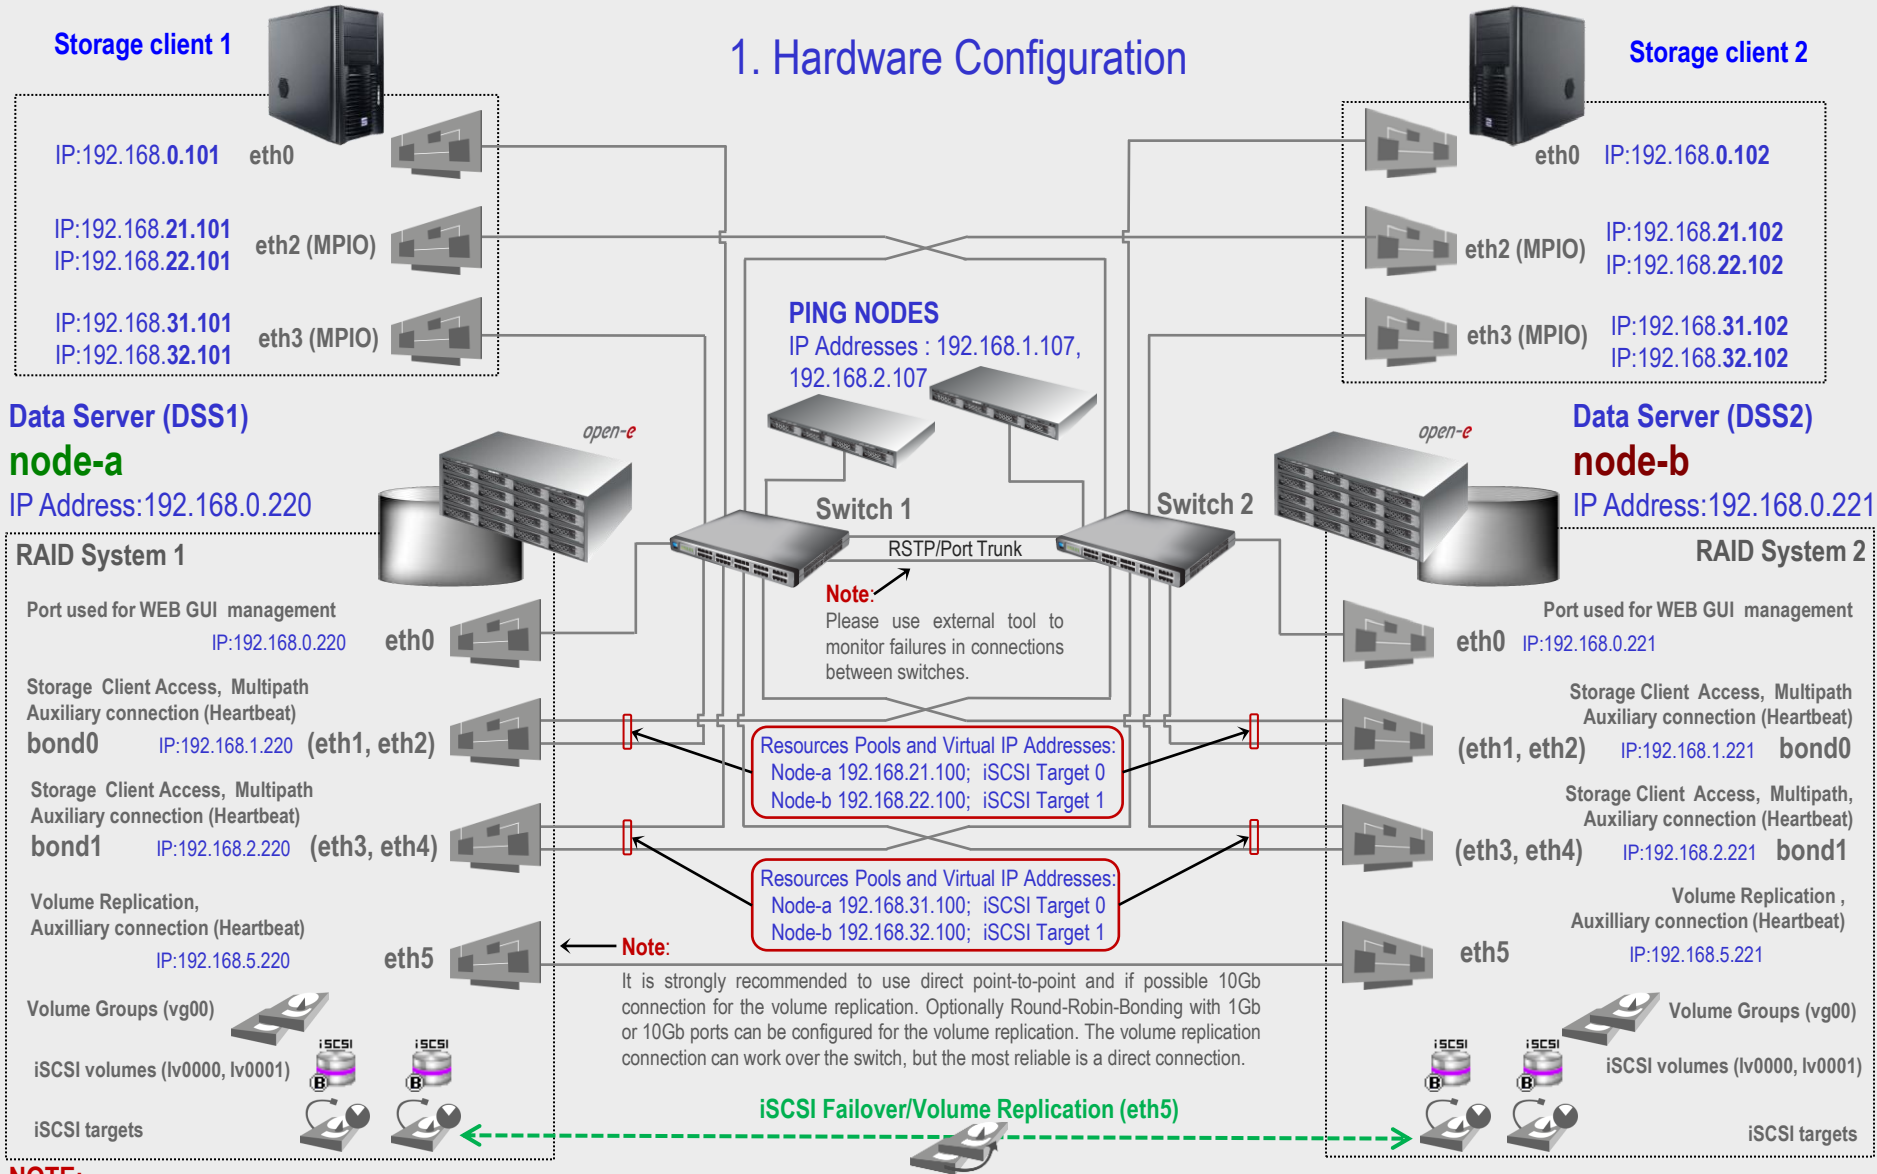 1. Hardware Configuration
Storage client 1
IP:192.168.0.101 eth0
IP:192.168.21.101
IP:192.168.22.101
eth2 (MPIO)
IP:192.168.31.101
IP:192.168.32.101
eth3 (MPIO)
Storage client 2
eth0 IP:192.168.0.102
eth2 (MPIO)
IP:192.168.21.102
IP:192.168.22.102
eth3 (MPIO)
IP:192.168.31.102
IP:192.168.32.102
PING NODES
IP Addresses : 192.168.1.107,
192.168.2.107
Data Server (DSS1)
node-a
IP Address:192.168.0.220
open-e
Switch 1
Switch 2
RSTP/Port Trunk
Note:
Please use external tool to
monitor failures in connections
between switches.
open-e
Data Server (DSS2)
node-b
IP Address:192.168.0.221
RAID System 1
Port used for WEB GUI management
IP:192.168.0.220 eth0
Storage Client Access, Multipath
Auxiliary connection (Heartbeat)
bond0 IP:192.168.1.220 (eth1, eth2)
Storage Client Access, Multipath
Auxiliary connection (Heartbeat)
bond1 IP:192.168.2.220 (eth3, eth4)
Volume Replication,
Auxilliary connection (Heartbeat)
IP:192.168.5.220 eth5
Volume Groups (vg00)
iSCSI
iSCSI
B
B
iSCSI volumes (lv0000, lv0001)
iSCSI targets
Resources Pools and Virtual IP Addresses:
Node-a 192.168.21.100; iSCSI Target 0
Node-b 192.168.22.100; iSCSI Target 1
Resources Pools and Virtual IP Addresses:
Node-a 192.168.31.100; iSCSI Target 0
Node-b 192.168.32.100; iSCSI Target 1
Note:
It is strongly recommended to use direct point-to-point and if possible 10Gb
connection for the volume replication. Optionally Round-Robin-Bonding with 1Gb
or 10Gb ports can be configured for the volume replication. The volume replication
connection can work over the switch, but the most reliable is a direct connection.
iSCSI Failover/Volume Replication (eth5)
RAID System 2
Port used for WEB GUI management
eth0 IP:192.168.0.221
Storage Client Access, Multipath
Auxiliary connection (Heartbeat)
(eth1, eth2) IP:192.168.1.221 bond0
Storage Client Access, Multipath,
Auxiliary connection (Heartbeat)
(eth3, eth4) IP:192.168.2.221 bond1
Volume Replication ,
Auxilliary connection (Heartbeat)
eth5 IP:192.168.5.221
Volume Groups (vg00)
iSCSI
iSCSI
B
B
iSCSI volumes (lv0000, lv0001)
iSCSI targets
NOTE: